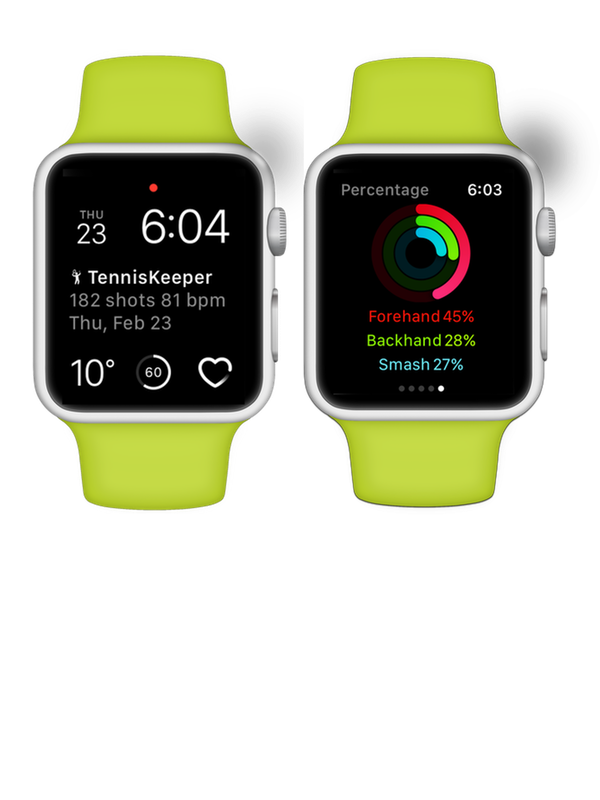 THU
23
6:04
TennisKeeper
182 shots 81 bpm
Thu, Feb 23
10°
60
Percentage
6:03
Forehand 45%
Backhand 28%
Smash 27%